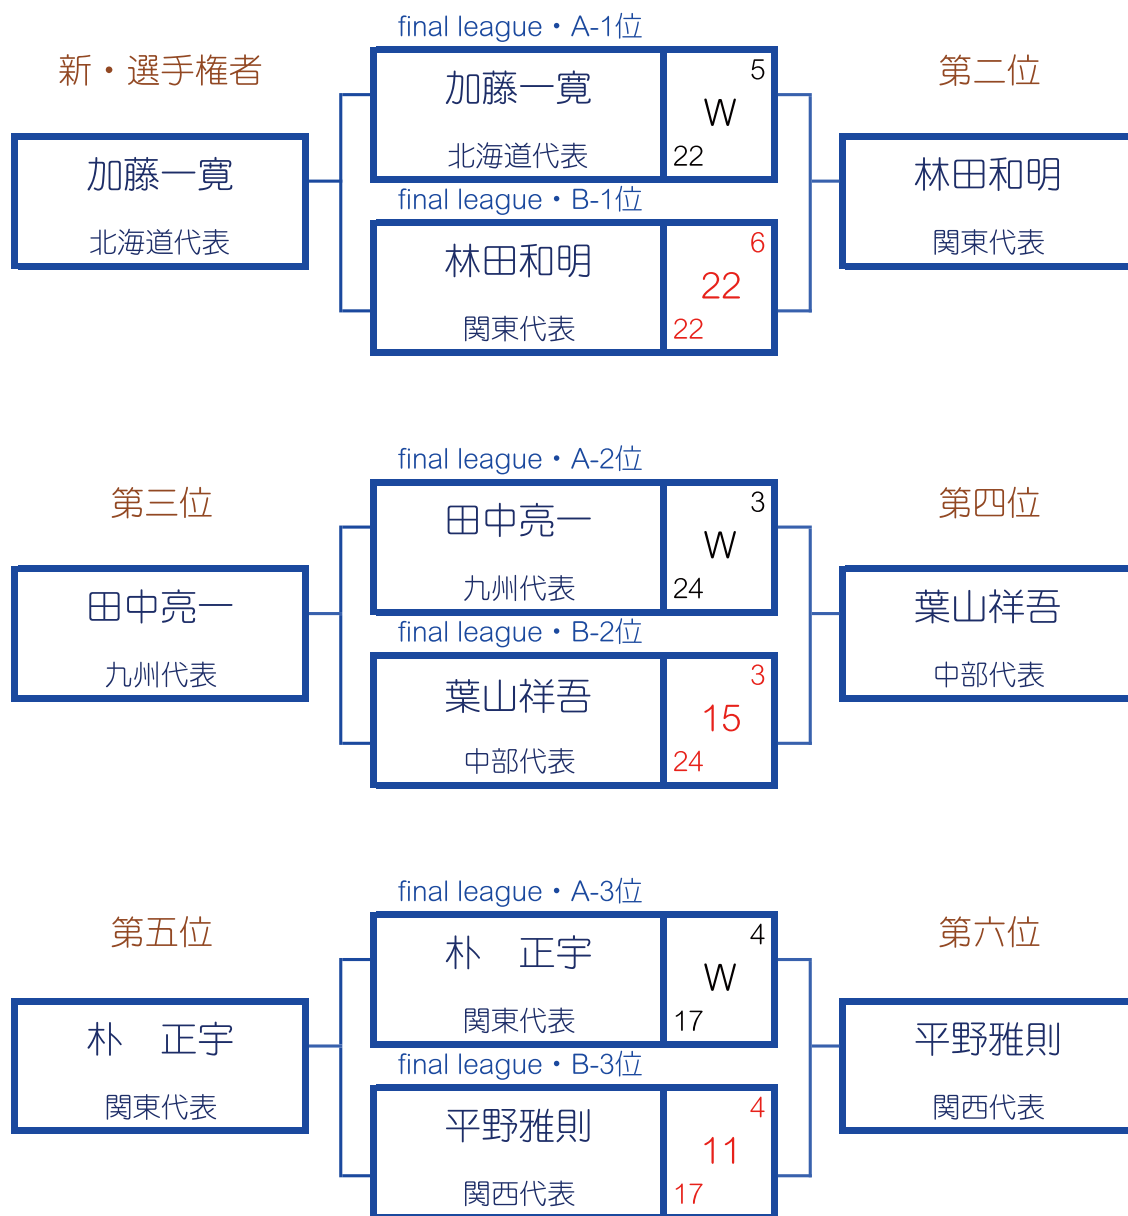 final league・A-1位
新・選手権者
加藤一寛
5
第二位
W
加藤一寛
北海道代表
22
林田和明
北海道代表
final league・B-1位
関東代表
林田和明
6
22
関東代表
22
final league・A-2位
第三位
田中亮一
3
第四位
W
田中亮一
九州代表
24
葉山祥吾
九州代表
final league・B-2位
中部代表
葉山祥吾
3
15
中部代表
24
final league・A-3位
第五位
朴　正宇
4
第六位
W
朴　正宇
関東代表
17
平野雅則
関東代表
final league・B-3位
関西代表
平野雅則
4
11
関西代表
17